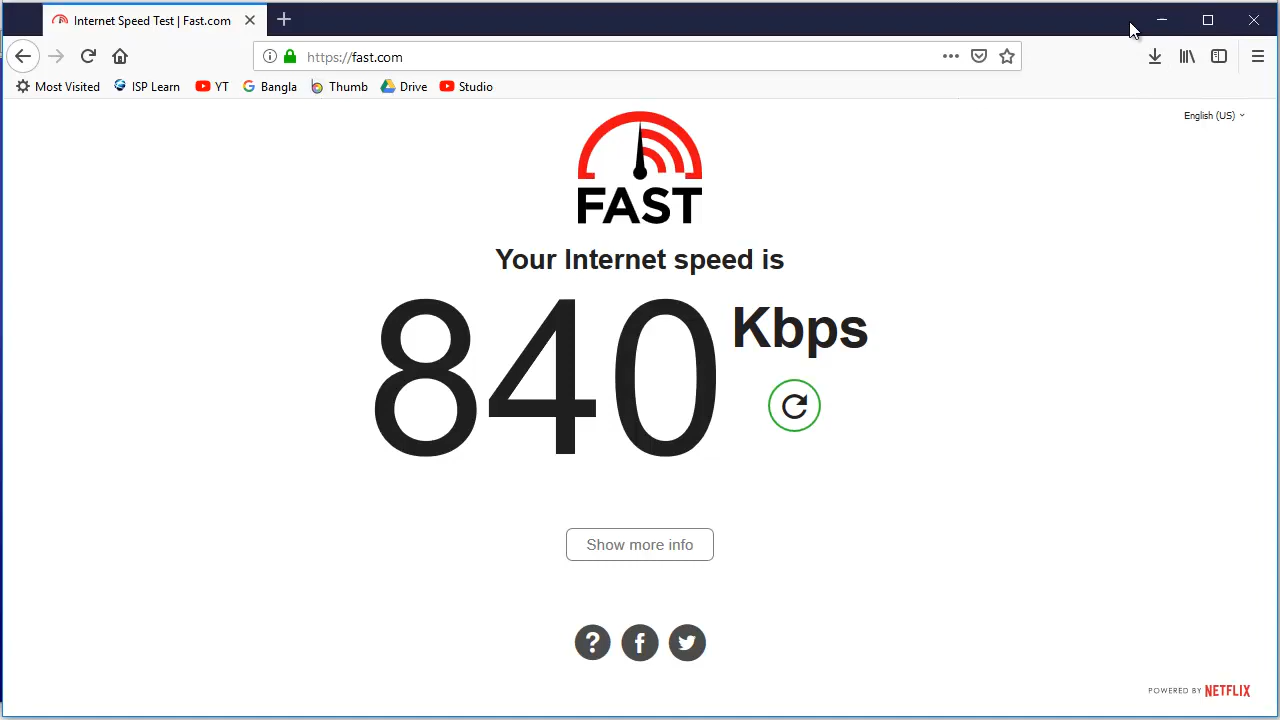 Internet Speed Test | Fast.com
https://fast.com
Most Visited ISP Learn YT Bangla Thumb Drive Studio
English (US)
FAST
Your Internet speed is
840 Kbps
Show more info
POWERED BY NETFLIX